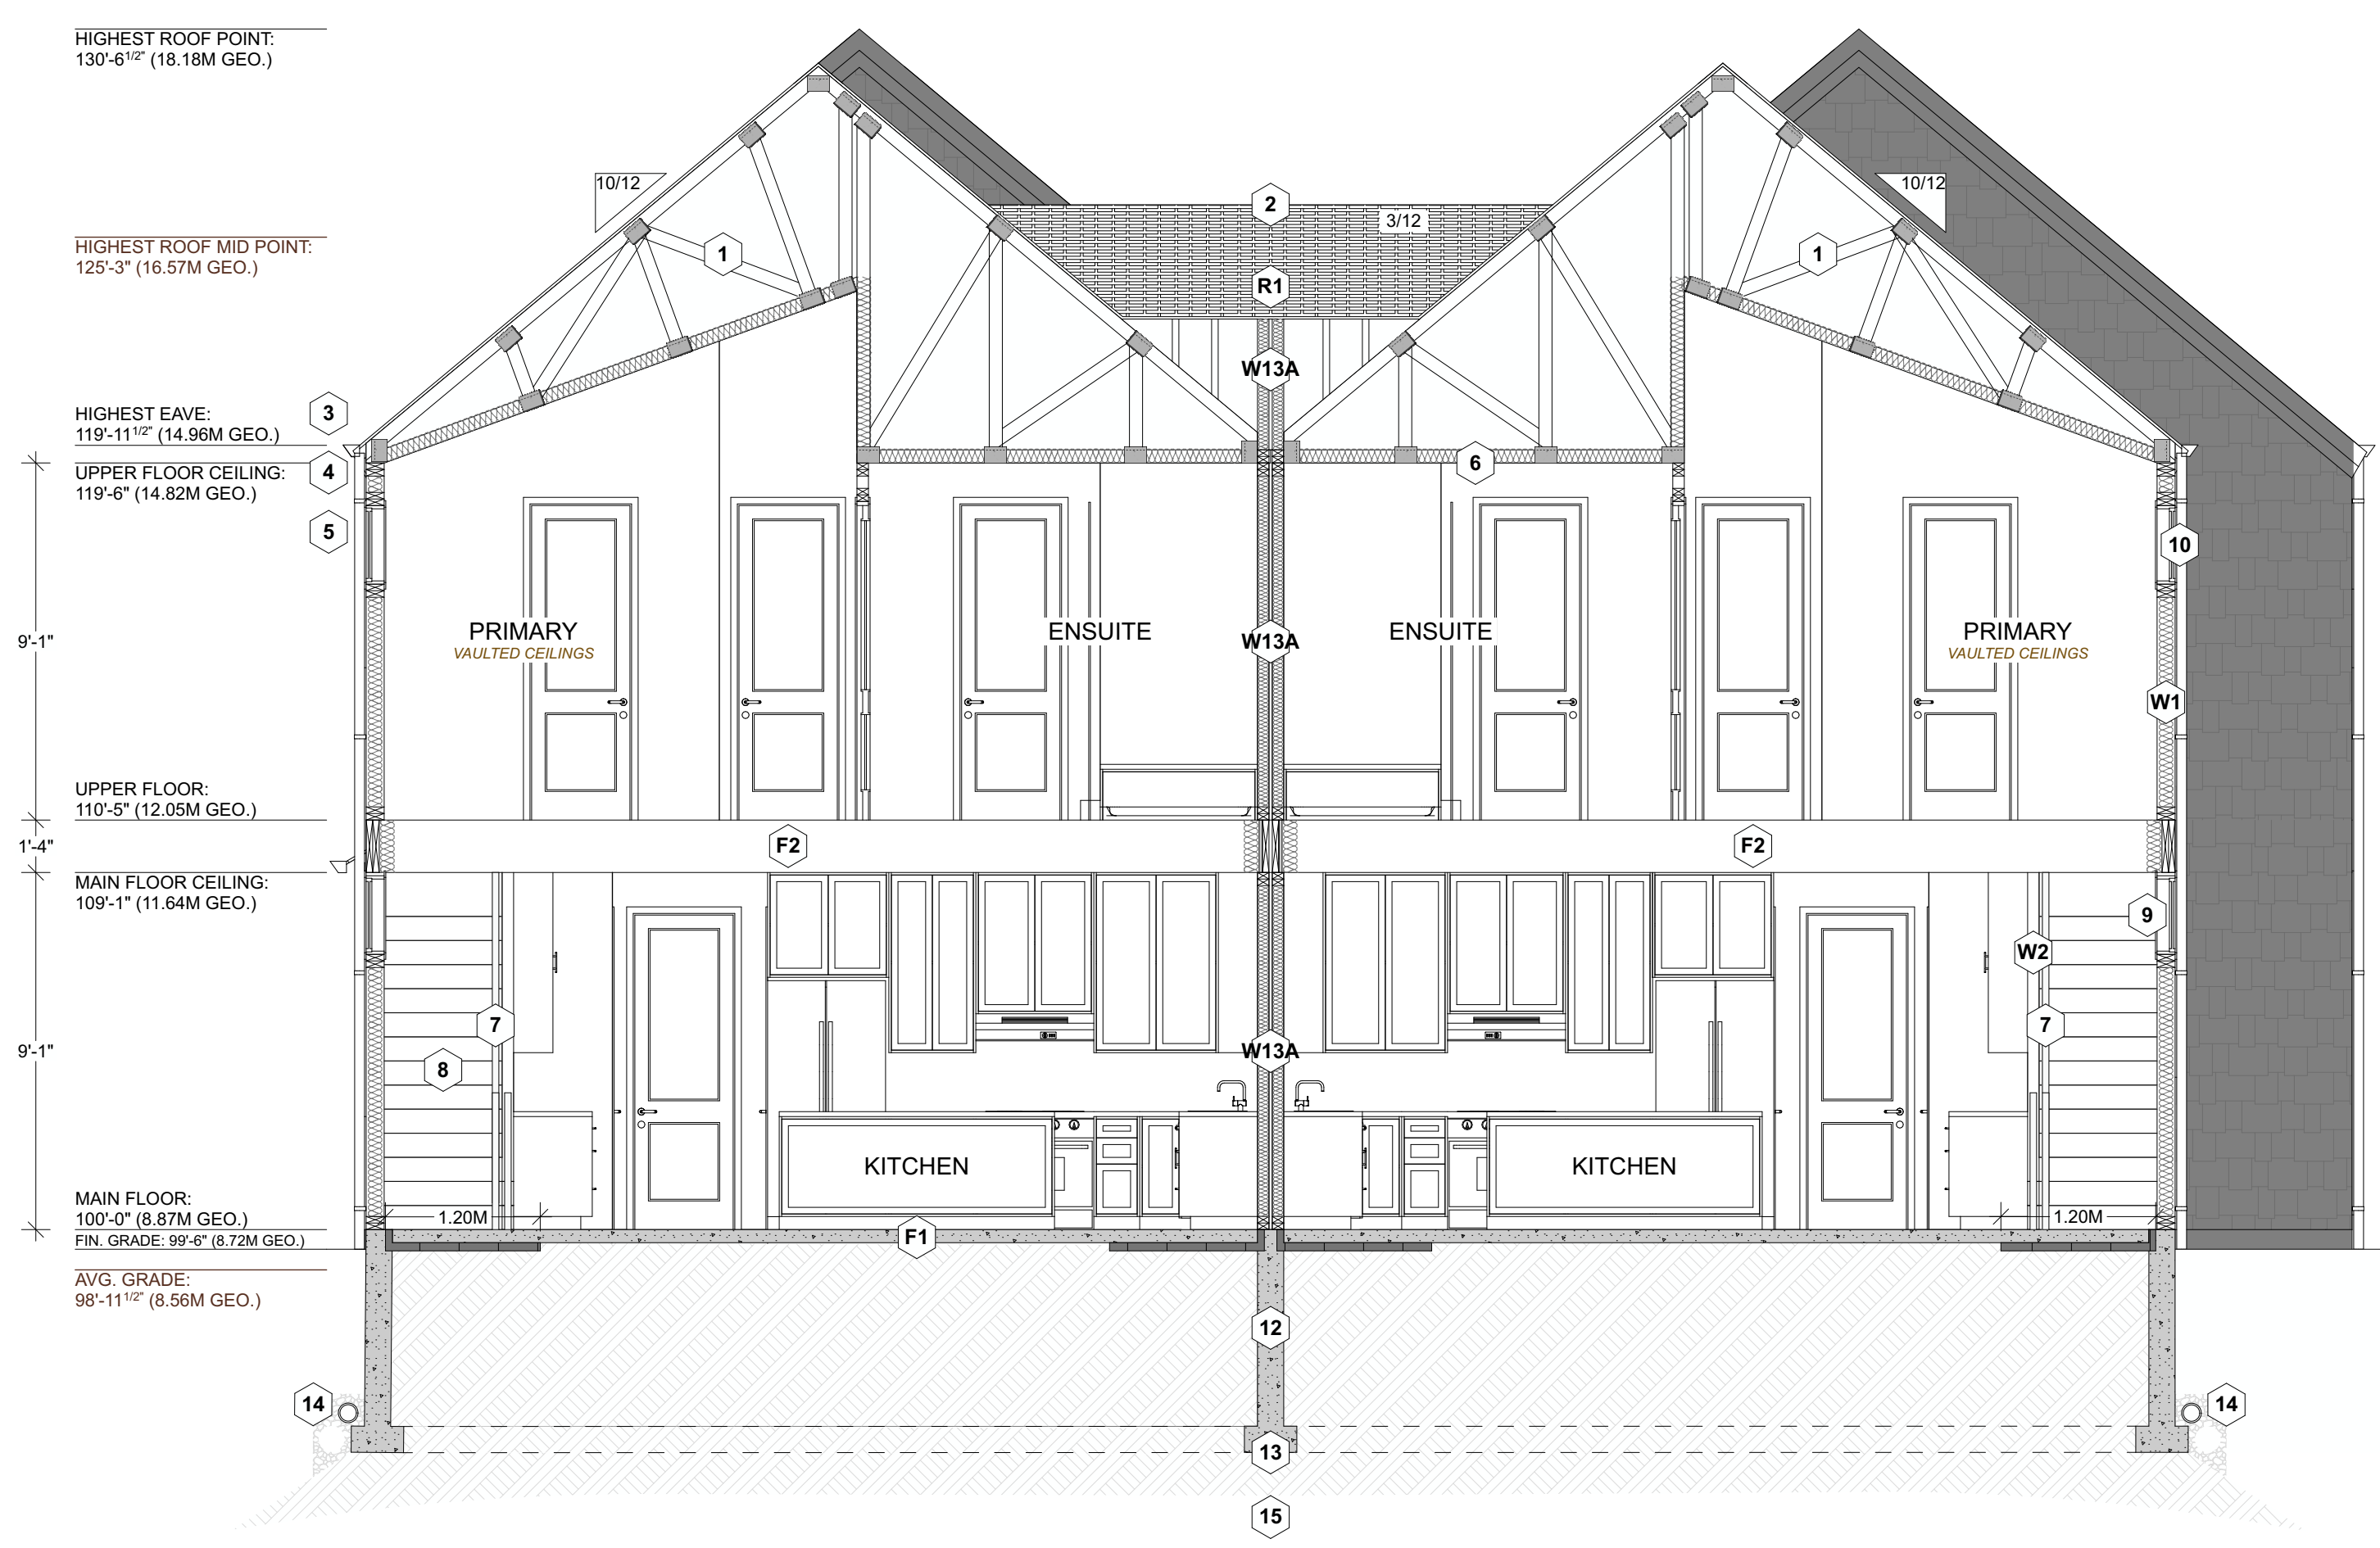 HIGHEST ROOF POINT:
130'-6 1/2" (18.18M GEO.)
10/12
10/12
2
3/12
HIGHEST ROOF MID POINT:
125'-3" (16.57M GEO.)
1
1
R1
W13A
HIGHEST EAVE:
119'-11 1/2" (14.96M GEO.)
3
UPPER FLOOR CEILING:
119'-6" (14.82M GEO.)
4
6
5
10
9'-1"
PRIMARY
VAULTED CEILINGS
ENSUITE
W13A
ENSUITE
PRIMARY
VAULTED CEILINGS
W1
UPPER FLOOR:
110'-5" (12.05M GEO.)
1'-4"
F2
F2
MAIN FLOOR CEILING:
109'-1" (11.64M GEO.)
9
W2
7
7
9'-1"
W13A
8
KITCHEN
KITCHEN
MAIN FLOOR:
100'-0" (8.87M GEO.)
1.20M
1.20M
FIN. GRADE: 99'-6" (8.72M GEO.)
F1
AVG. GRADE:
98'-11 1/2" (8.56M GEO.)
12
14
14
13
15